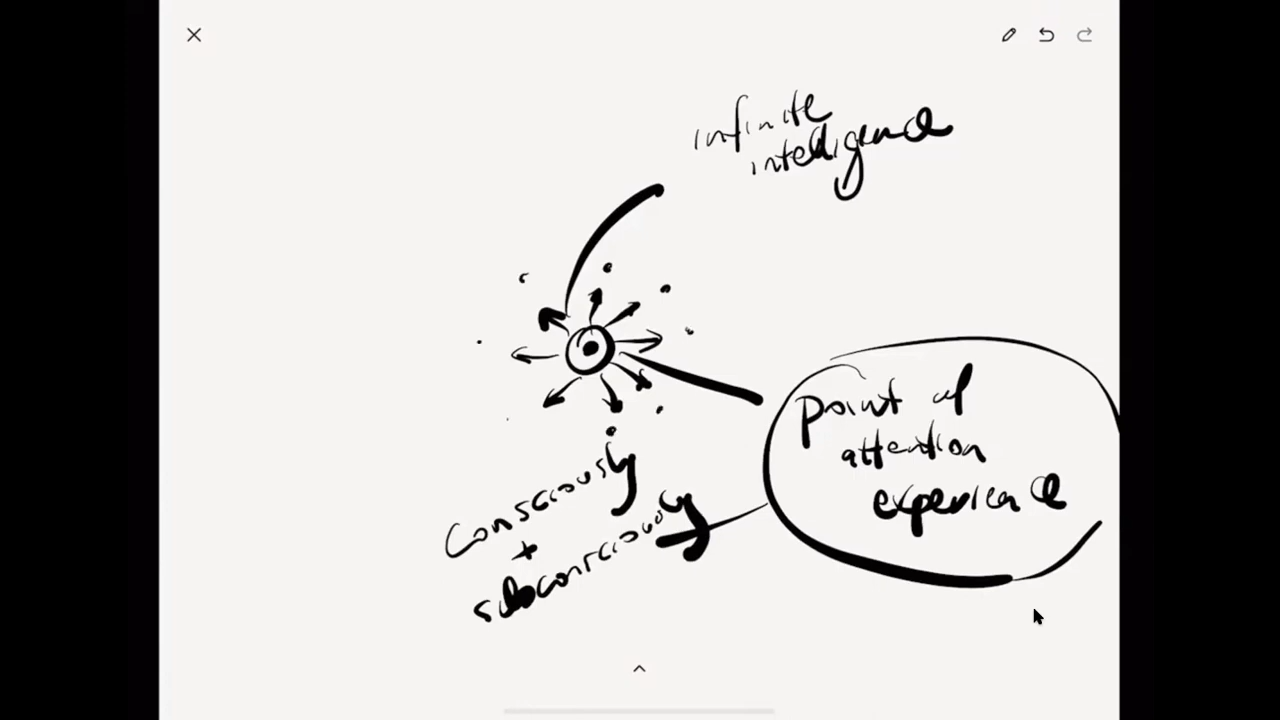 infinite
intelligence
point of
attention
experience
consciously
+
subconsciously